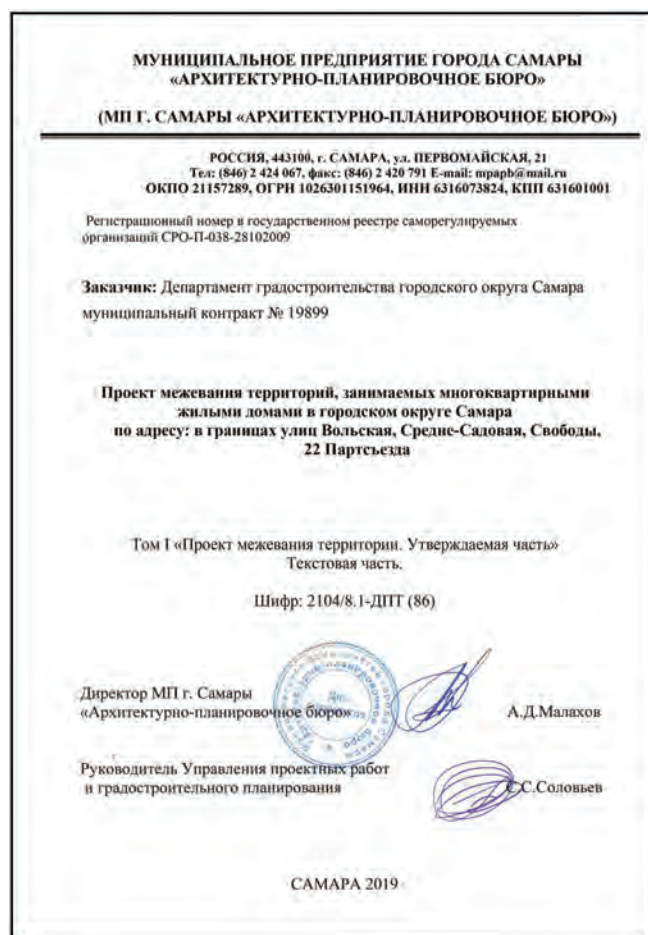 МУНИЦИПАЛЬНОЕ ПРЕДПРИЯТИЕ ГОРОДА САМАРЫ
«АРХИТЕКТУРНО-ПЛАНИРОВОЧНОЕ БЮРО»
(МП Г. САМАРЫ «АРХИТЕКТУРНО-ПЛАНИРОВОЧНОЕ БЮРО»)
РОССИЯ, 443100, г. САМАРА, ул. ПЕРВОМАЙСКАЯ, 21
Тел: (846) 2 424 067, факс: (846) 2 420 791 E-mail: mpapb@mail.ru
ОКПО 21157289, ОГРН 1026301151964, ИНН 6316073824, КПП 631601001
Регистрационный номер в государственном реестре саморегулируемых
организаций СРО-П-038-28102009
Заказчик: Департамент градостроительства городского округа Самара
муниципальный контракт № 19899
Проект межевания территорий, занимаемых многоквартирными
жилыми домами в городском округе Самара
по адресу: в границах улиц Вольская, Средне-Садовая, Свободы,
22 Партсъезда
Том I «Проект межевания территории. Утверждаемая часть»
Текстовая часть.
Шифр: 2104/8.1-ДПТ (86)
Директор МП г. Самары
«Архитектурно-планировочное бюро»
А.Д.Малахов
Руководитель Управления проектных работ
и градостроительного планирования
С.С.Соловьев
САМАРА 2019